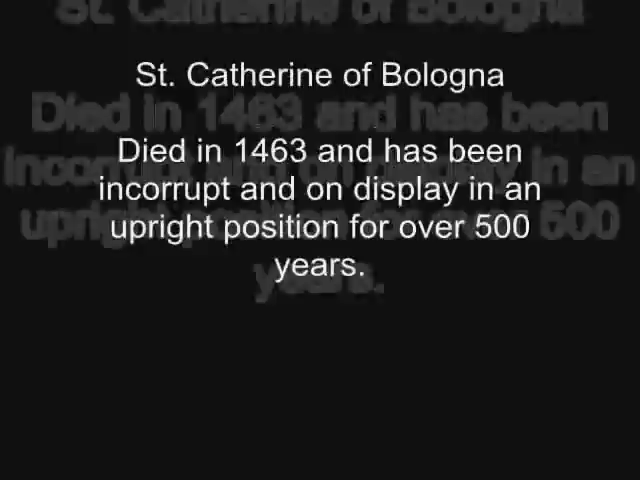 St. Catherine of Bologna
Died in 1463 and has been
incorrupt and on display in an
upright position for over 500
years.